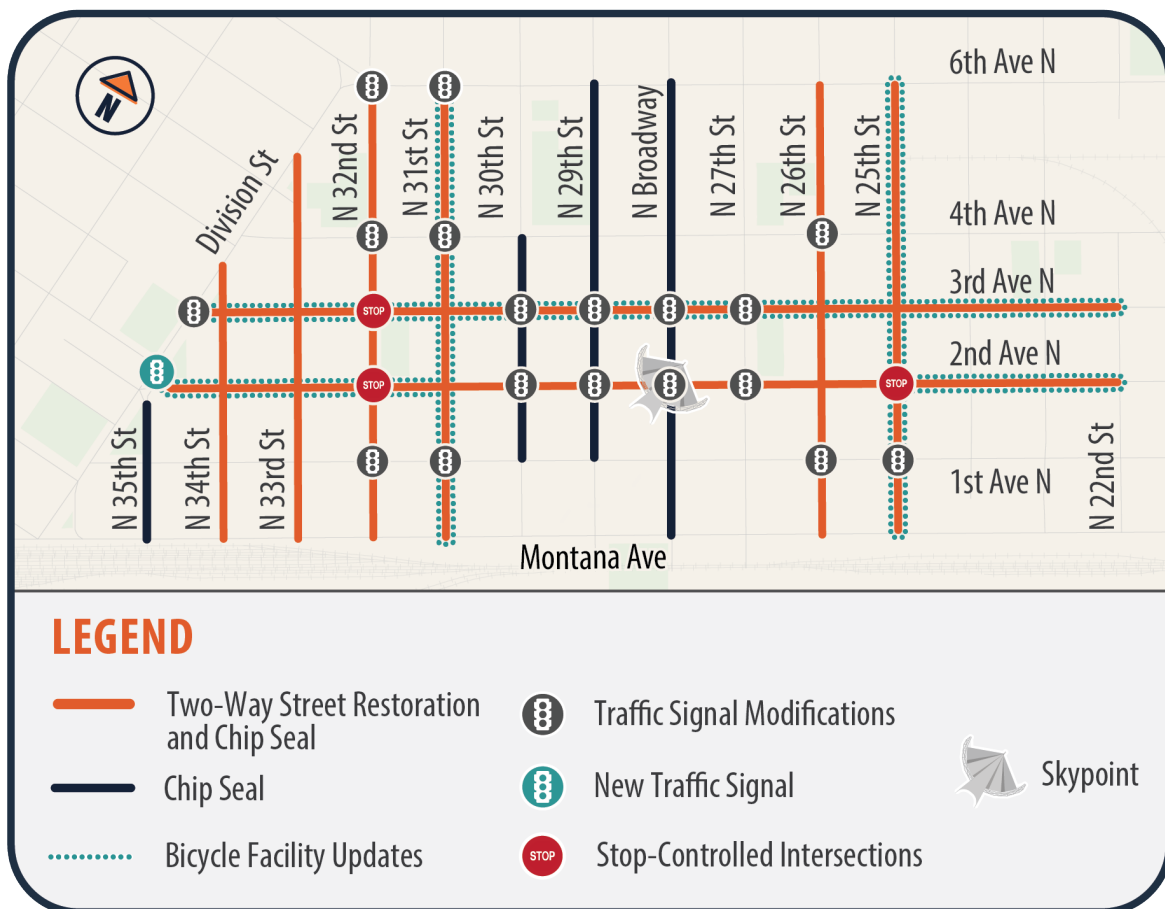 N
6th Ave N
Division St
N 32nd St
N 31st St
N 30th St
N 29th St
N Broadway
N 27th St
N 26th St
N 25th St
4th Ave N
3rd Ave N
STOP
2nd Ave N
STOP
STOP
N 35th St
N 34th St
N 33rd St
1st Ave N
N 22nd St
Montana Ave
LEGEND
Two-Way Street Restoration
and Chip Seal
Chip Seal
Bicycle Facility Updates
Traffic Signal Modifications
New Traffic Signal
STOP
Stop-Controlled Intersections
Skypoint